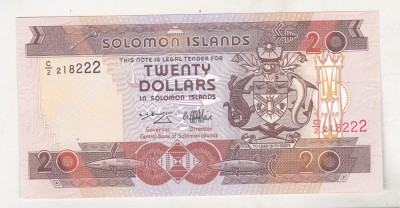 20
SOLOMON ISLANDS
20
C/2 218222
THIS NOTE IS LEGAL TENDER FOR
TWENTY
DOLLARS
IN SOLOMON ISLANDS
Governor Director
Central Bank of Solomon Islands
C/2 218222
TO LEAD IS TO SERVE
20
20